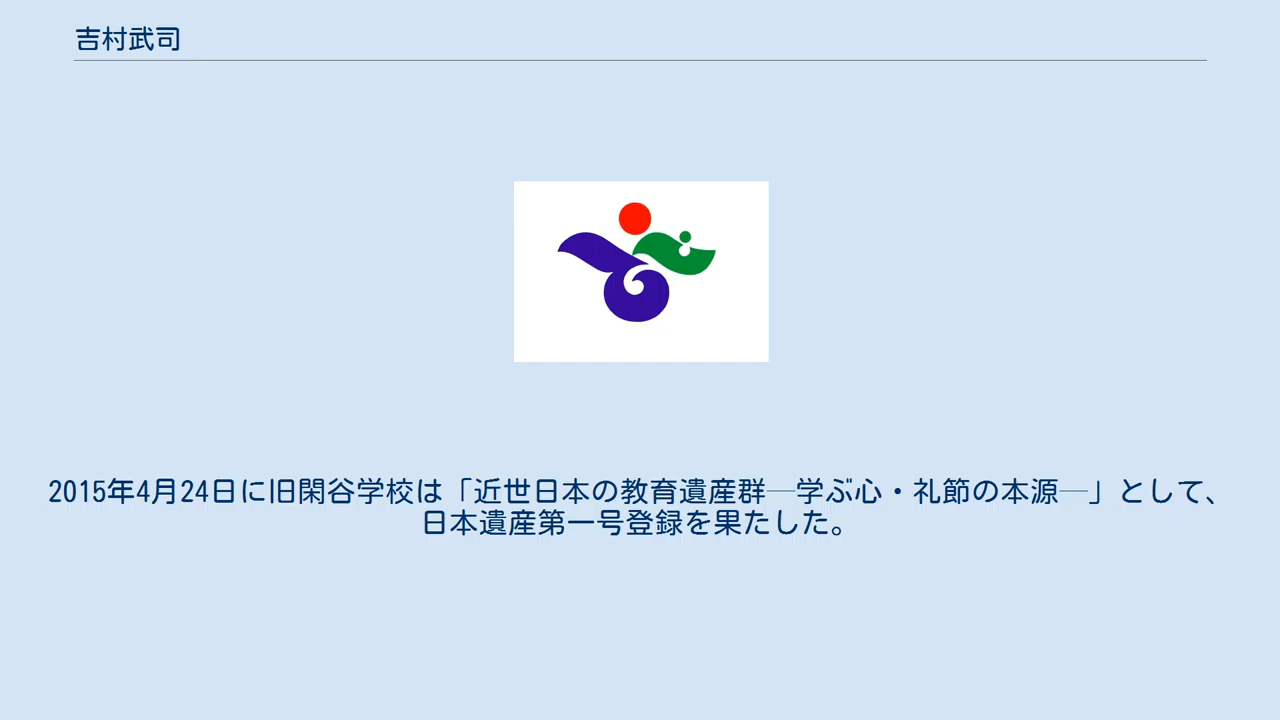 吉村武司
2015年4月24日に旧閑谷学校は「近世日本の教育遺産群─学ぶ心・礼節の本源─」として、
日本遺産第一号登録を果たした。